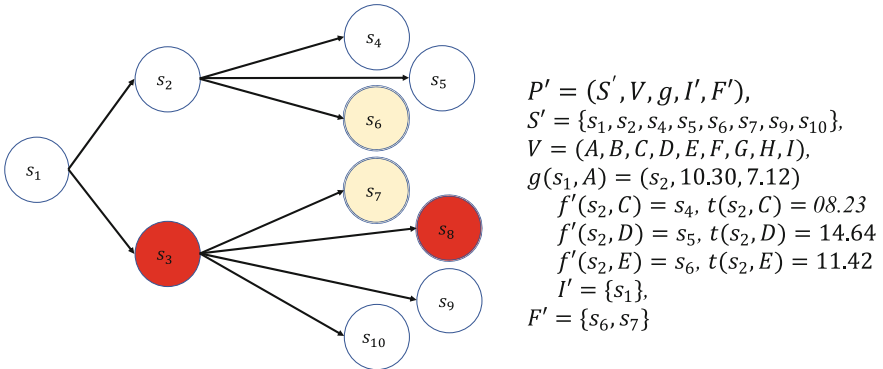 s₄
s₂
s₅
s₆
s₁
s₇
s₃
s₈
s₉
s₁₀
P′ = (S′, V, g, I′, F′),
S′ = {s₁, s₂, s₄, s₅, s₆, s₇, s₉, s₁₀},
V = (A, B, C, D, E, F, G, H, I),
g(s₁, A) = (s₂, 10.30, 7.12)
f′(s₂, C) = s₄, t(s₂, C) = 08.23
f′(s₂, D) = s₅, t(s₂, D) = 14.64
f′(s₂, E) = s₆, t(s₂, E) = 11.42
I′ = {s₁},
F′ = {s₆, s₇}